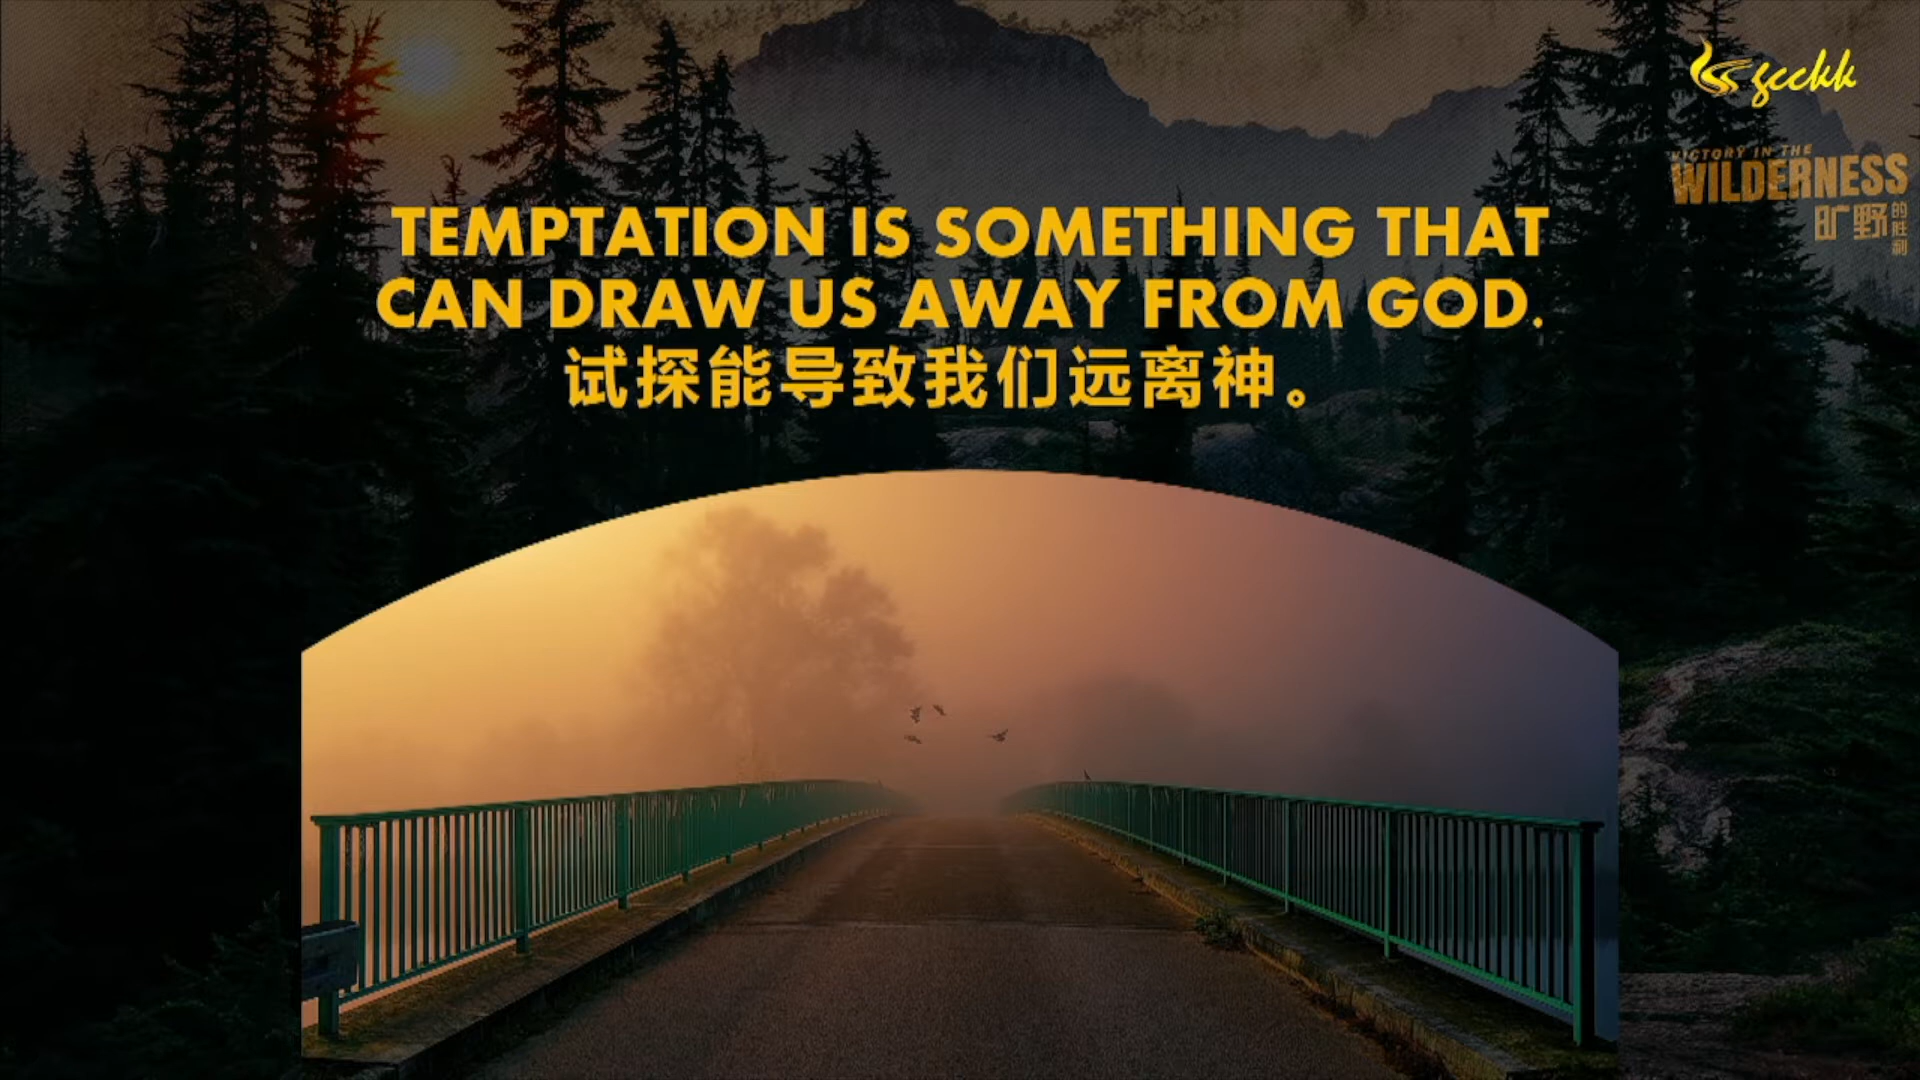 gcckk
VICTORY IN THE
WILDERNESS
旷野的胜利
TEMPTATION IS SOMETHING THAT
CAN DRAW US AWAY FROM GOD.
试探能导致我们远离神。